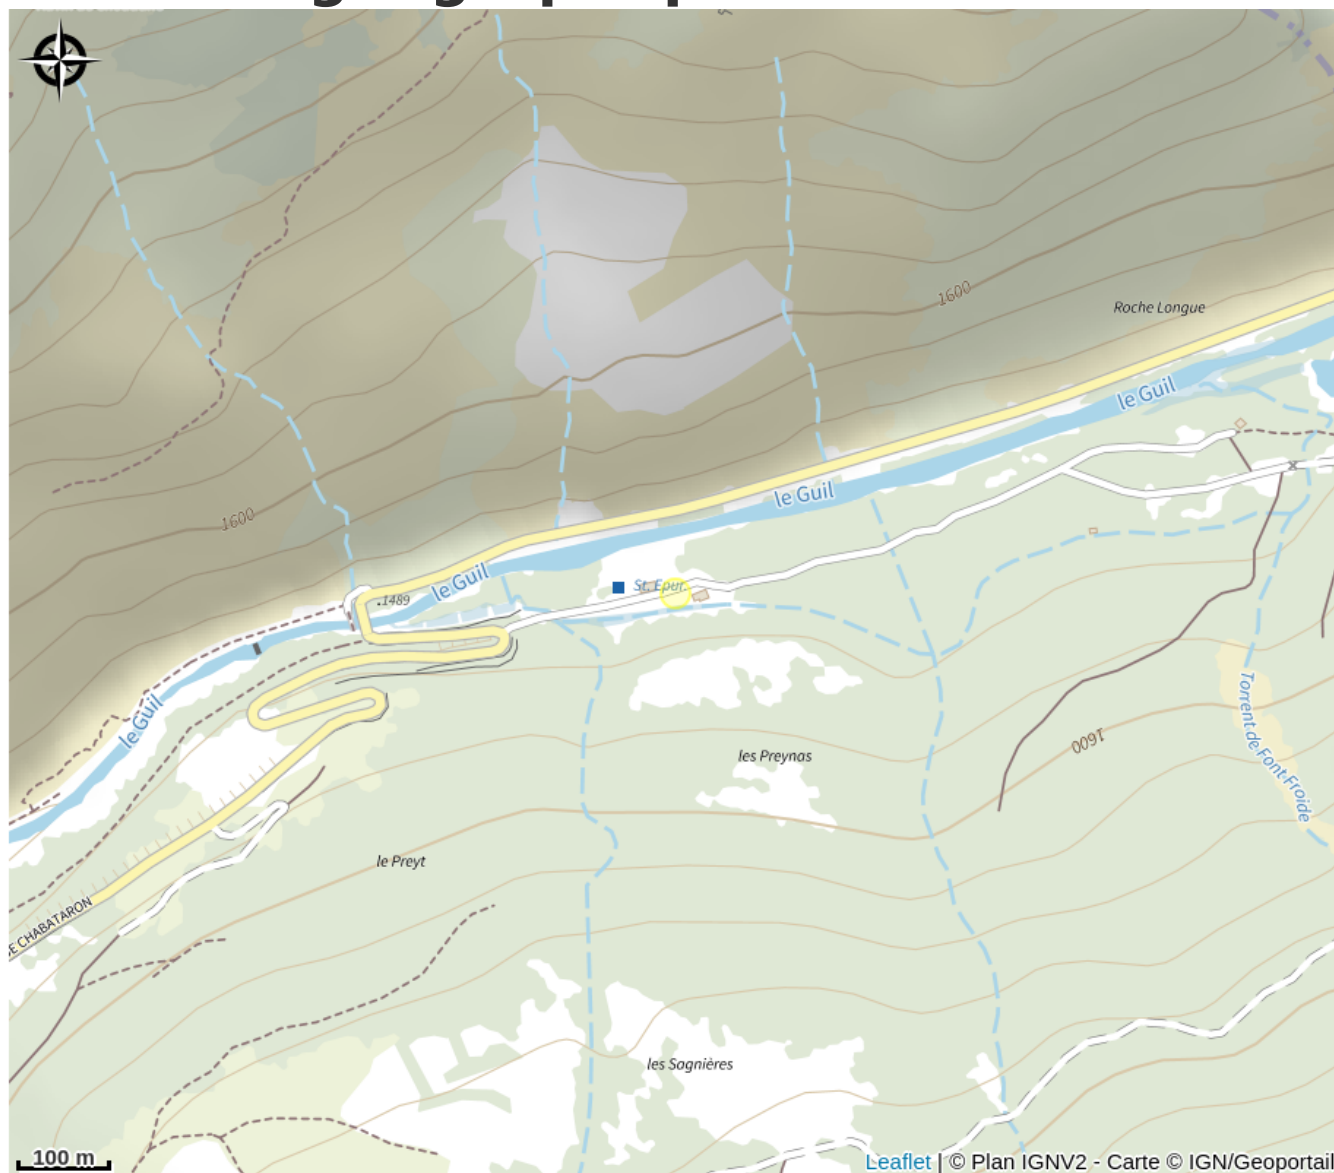 1600
Roche Longue
le Guil
le Guil
1600
St. Epur.
le Guil
.1489
le Guil
Torrent de Font Froide
1600
les Preynas
le Preyt
E CHABATARON
les Sagnières
100 m
Leaflet | © Plan IGNV2 - Carte © IGN/Geoportail